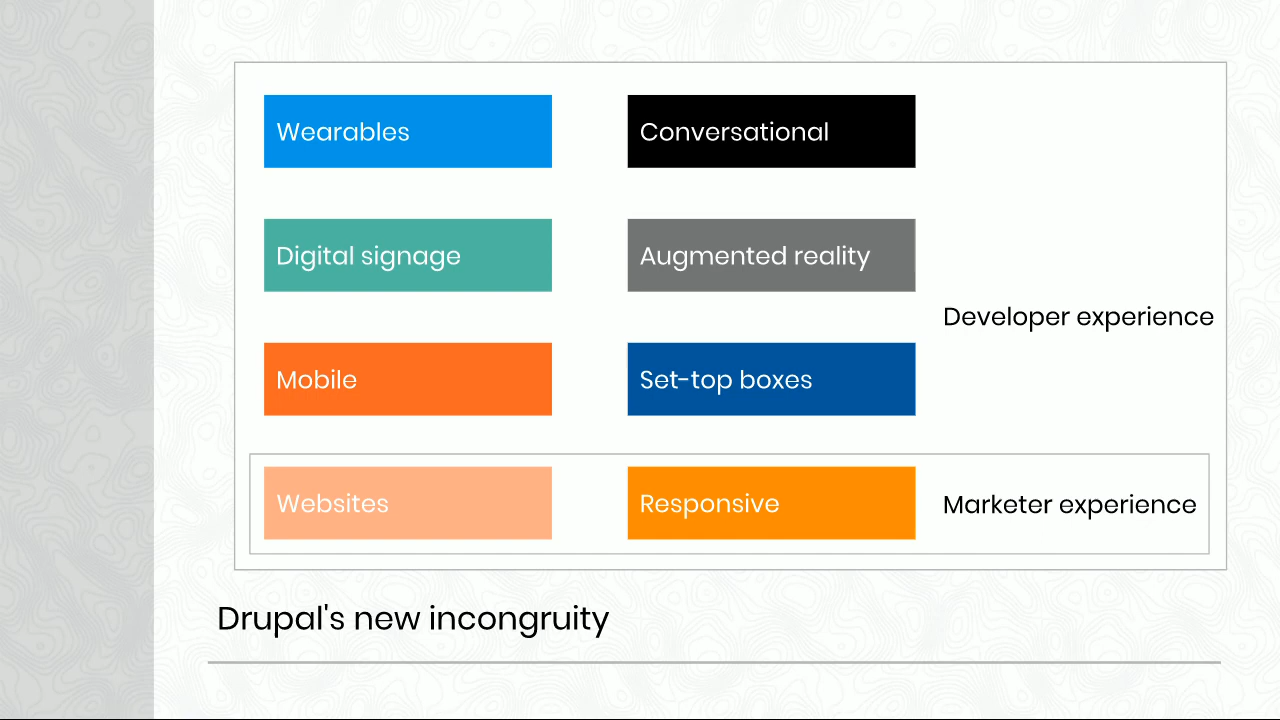 Wearables
Conversational
Digital signage
Augmented reality
Developer experience
Mobile
Set-top boxes
Websites
Responsive
Marketer experience
Drupal's new incongruity